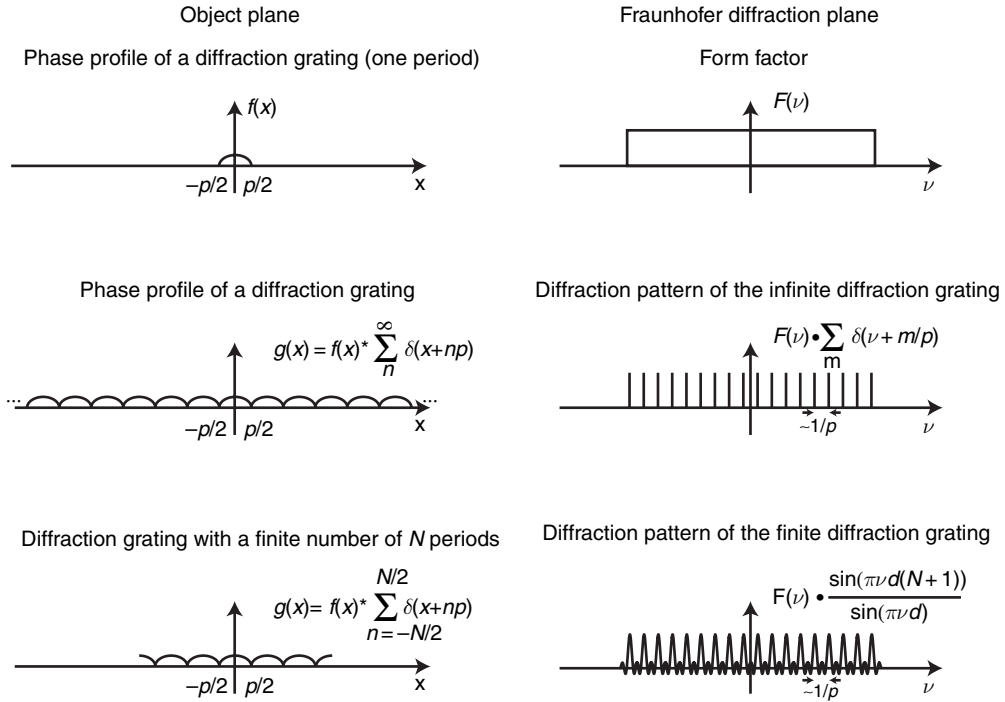 Object plane
Fraunhofer diffraction plane
Phase profile of a diffraction grating (one period)
Form factor
f(x)
F(ν)
–p/2
p/2
x
ν
Phase profile of a diffraction grating
Diffraction pattern of the infinite diffraction grating
∞
g(x) = f(x)* ∑ δ(x+np)
n
F(ν)•∑ δ(ν + m/p)
m
...
...
–p/2
p/2
x
~1/p
ν
Diffraction grating with a finite number of N periods
Diffraction pattern of the finite diffraction grating
N/2
g(x)= f(x)* ∑ δ(x+np)
n = –N/2
sin(πνd(N+1))
F(ν) •
sin(πνd)
–p/2
p/2
x
~1/p
ν